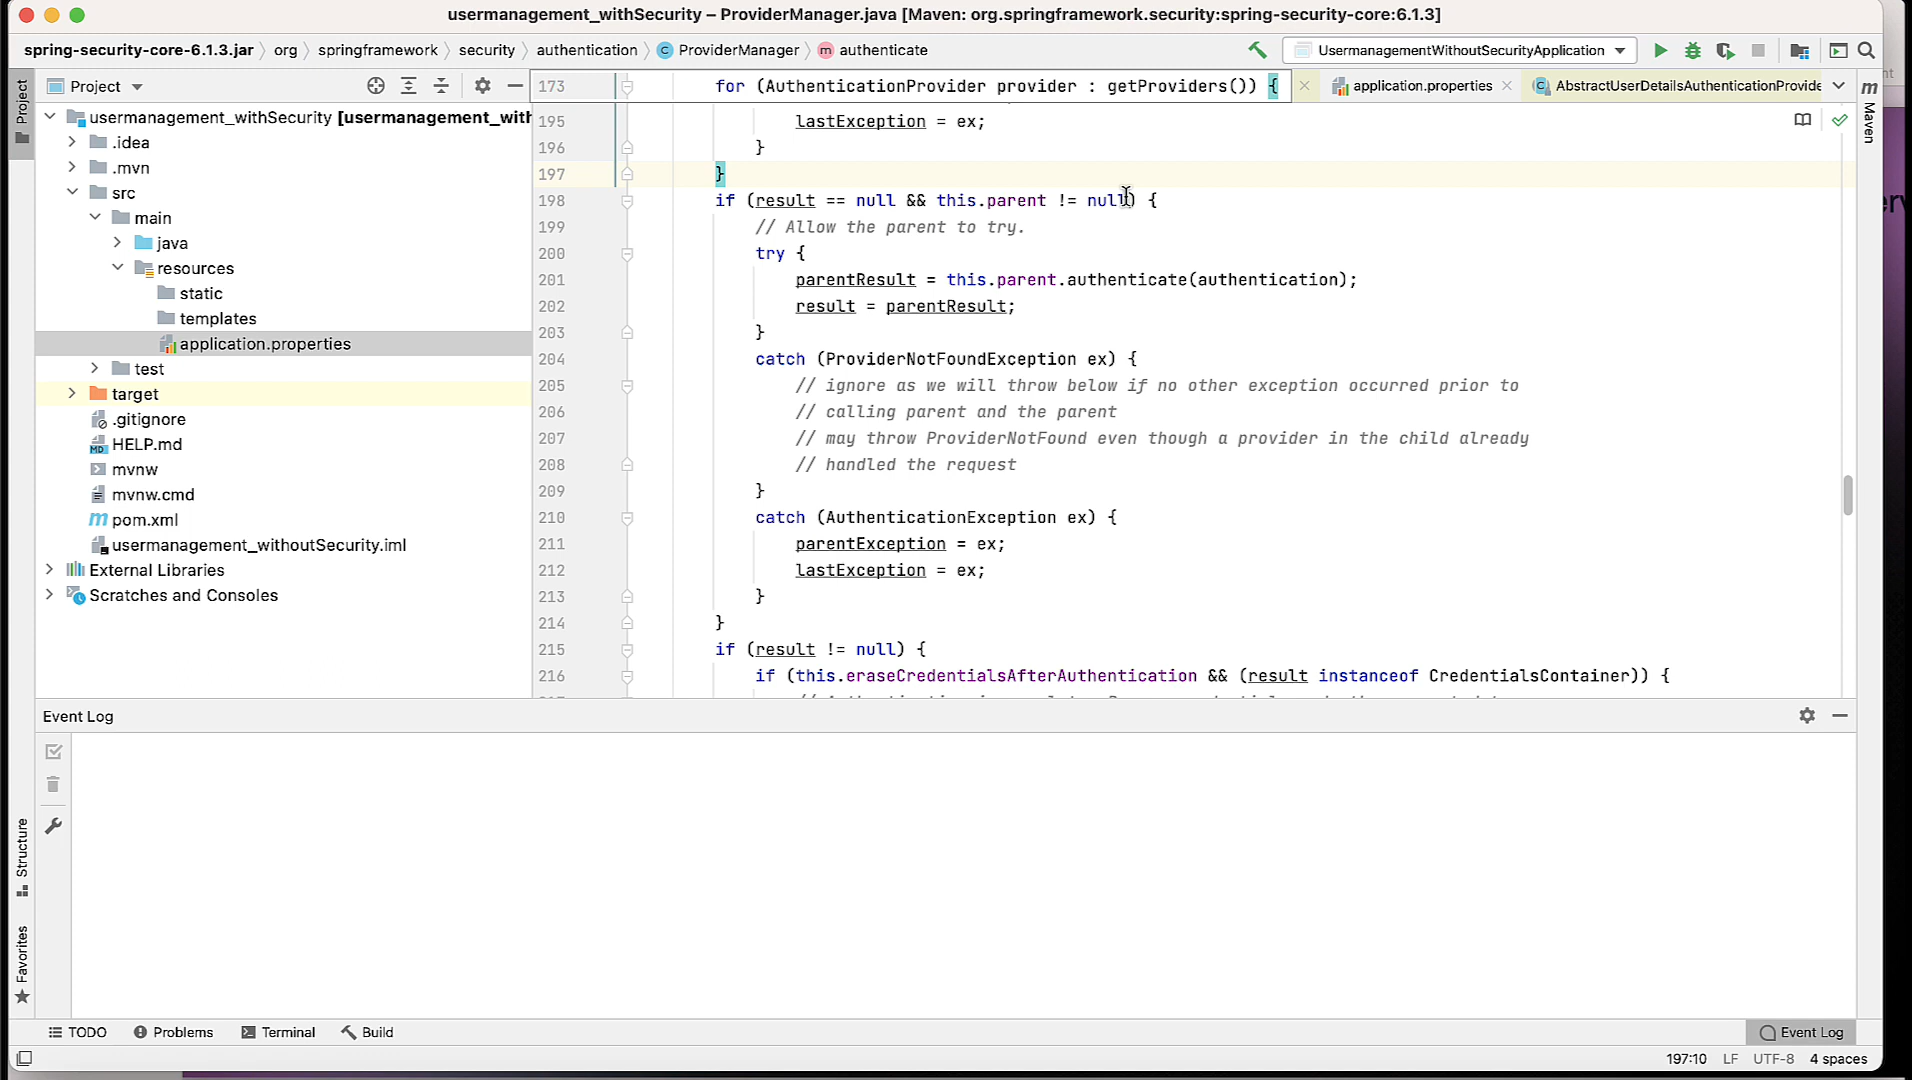 usermanagement_withSecurity – ProviderManager.java [Maven: org.springframework.security:spring-security-core:6.1.3]
spring-security-core-6.1.3.jar org springframework security authentication ProviderManager authenticate UsermanagementWithoutSecurityApplication
Project
Project
usermanagement_withSecurity [usermanagement_with
.idea
.mvn
src
main
java
resources
static
templates
application.properties
test
target
.gitignore
HELP.md
mvnw
mvnw.cmd
pom.xml
usermanagement_withoutSecurity.iml
External Libraries
Scratches and Consoles
application.properties AbstractUserDetailsAuthenticationProvide
Maven
173 for (AuthenticationProvider provider : getProviders()) {
195 lastException = ex;
196 }
197 }
198 if (result == null && this.parent != null) {
199 // Allow the parent to try.
200 try {
201 parentResult = this.parent.authenticate(authentication);
202 result = parentResult;
203 }
204 catch (ProviderNotFoundException ex) {
205 // ignore as we will throw below if no other exception occurred prior to
206 // calling parent and the parent
207 // may throw ProviderNotFound even though a provider in the child already
208 // handled the request
209 }
210 catch (AuthenticationException ex) {
211 parentException = ex;
212 lastException = ex;
213 }
214 }
215 if (result != null) {
216 if (this.eraseCredentialsAfterAuthentication && (result instanceof CredentialsContainer)) {
Event Log
Structure
Favorites
TODO Problems Terminal Build Event Log
197:10 LF UTF-8 4 spaces